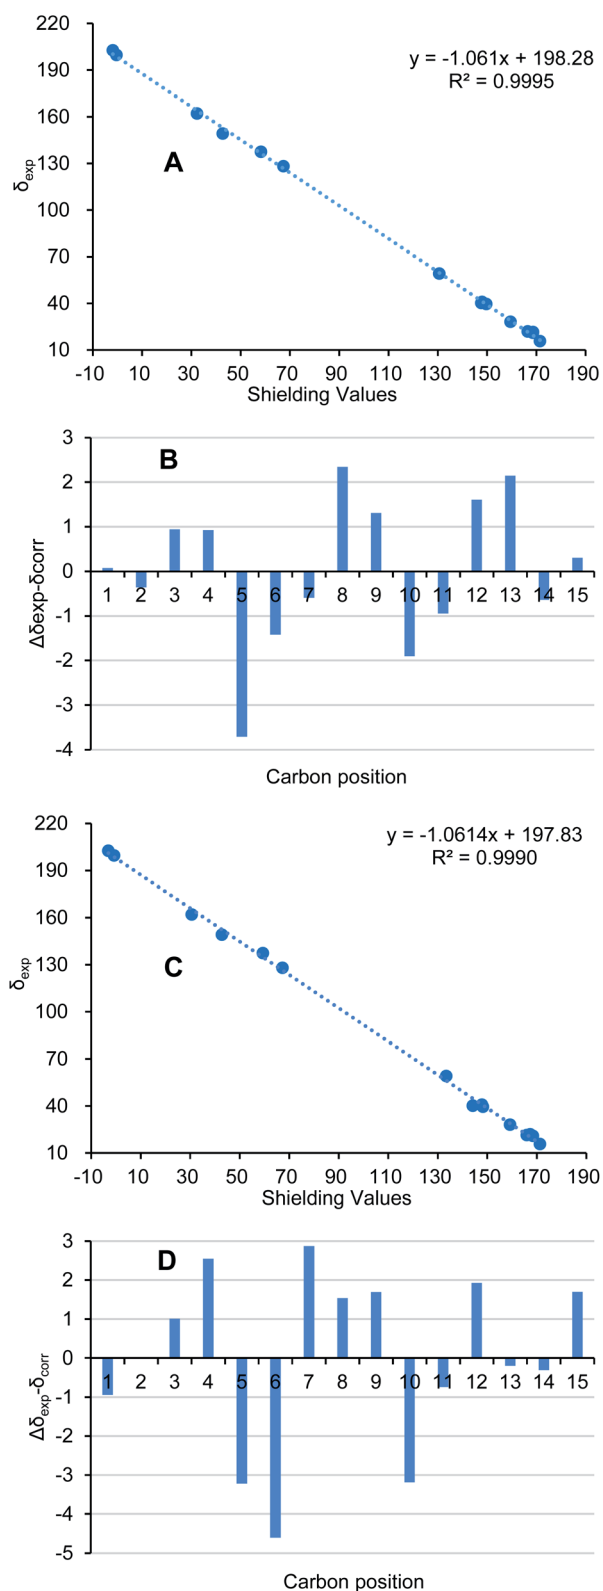 220
190
160
130
100
70
40
10
δexp
A
y = -1.061x + 198.28
R² = 0.9995
-10 10 30 50 70 90 110 130 150 170 190
Shielding Values
B
3
2
1
0
-1
-2
-3
-4
Δδexp-δcorr
1 2 3 4 5 6 7 8 9 10 11 12 13 14 15
Carbon position
220
190
160
130
100
70
40
10
δexp
C
y = -1.0614x + 197.83
R² = 0.9990
-10 10 30 50 70 90 110 130 150 170 190
Shielding Values
D
3
2
1
0
-1
-2
-3
-4
-5
Δδexp-δcorr
1 2 3 4 5 6 7 8 9 10 11 12 13 14 15
Carbon position